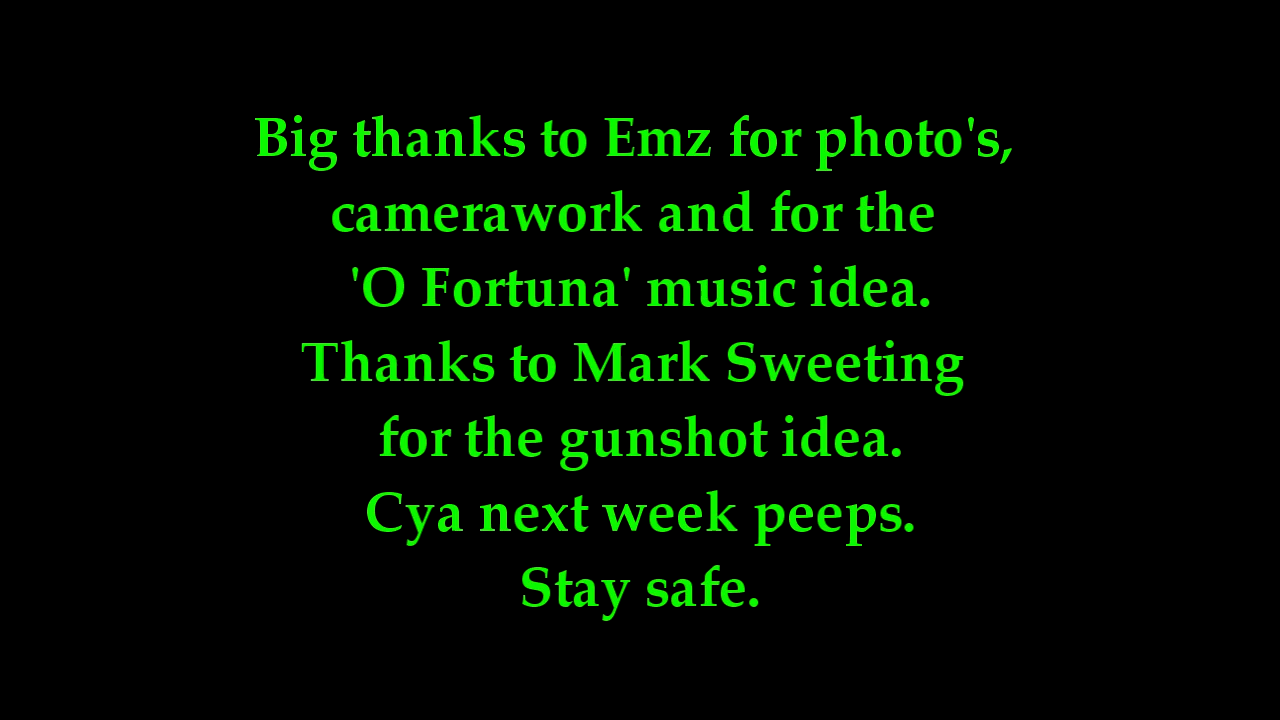 Big thanks to Emz for photo's,
camerawork and for the
'O Fortuna' music idea.
Thanks to Mark Sweeting
for the gunshot idea.
Cya next week peeps.
Stay safe.